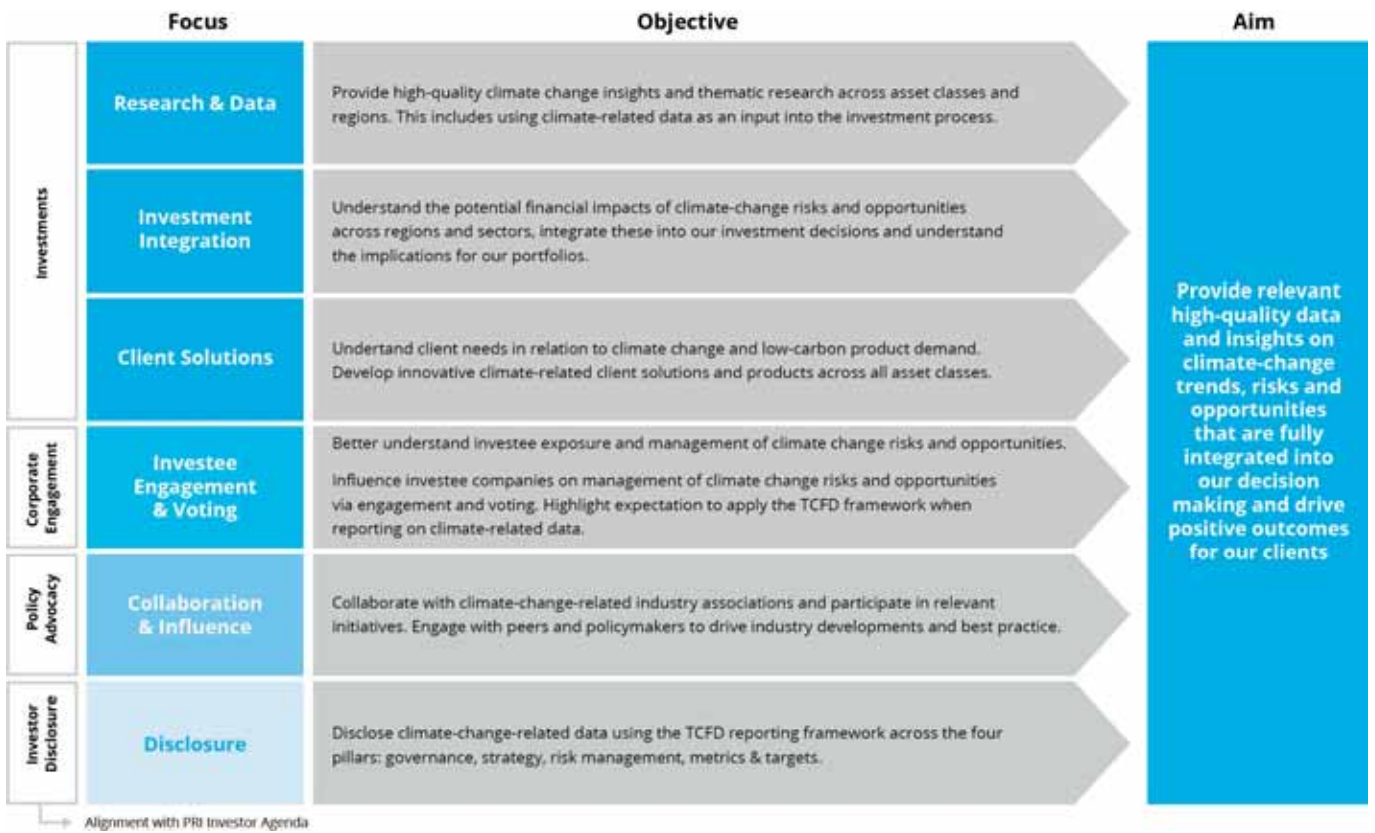 Focus
Objective
Aim
Investments
Research & Data
Provide high-quality climate change insights and thematic research across asset classes and
regions. This includes using climate-related data as an input into the investment process.
Investment
Integration
Understand the potential financial impacts of climate-change risks and opportunities
across regions and sectors, integrate these into our investment decisions and understand
the implications for our portfolios.
Client Solutions
Undertand client needs in relation to climate change and low-carbon product demand.
Develop innovative climate-related client solutions and products across all asset classes.
Corporate
Engagement
Investee
Engagement
& Voting
Better understand investee exposure and management of climate change risks and opportunities.
Influence investee companies on management of climate change risks and opportunities
via engagement and voting. Highlight expectation to apply the TCFD framework when
reporting on climate-related data.
Policy
Advocacy
Collaboration
& Influence
Collaborate with climate-change-related industry associations and participate in relevant
initiatives. Engage with peers and policymakers to drive industry developments and best practice.
Investor
Disclosure
Disclosure
Disclose climate-change-related data using the TCFD reporting framework across the four
pillars: governance, strategy, risk management, metrics & targets.
Provide relevant
high-quality data
and insights on
climate-change
trends, risks and
opportunities
that are fully
integrated into
our decision
making and drive
positive outcomes
for our clients
Alignment with PRI Investor Agenda